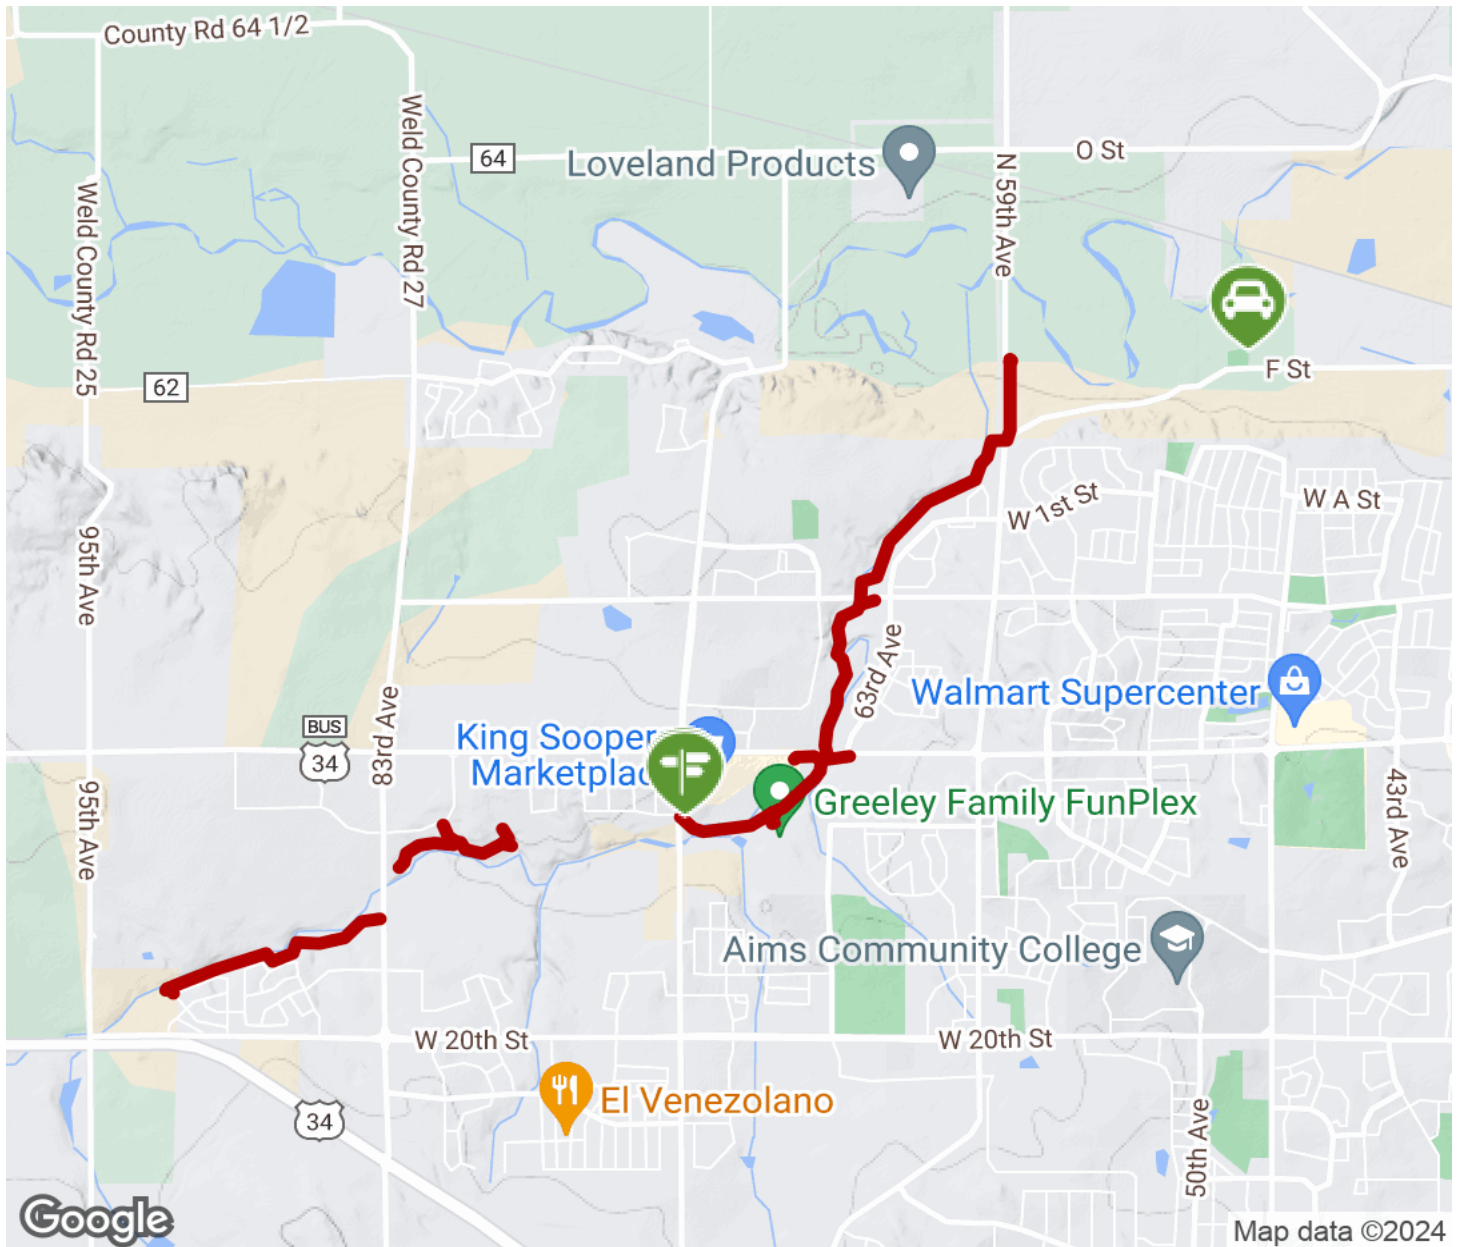 County Rd 64 1/2
Weld County Rd 27
64
Loveland Products
O St
N 59th Ave
Weld County Rd 25
62
F St
W A St
W 1st St
95th Ave
63rd Ave
Walmart Supercenter
83rd Ave
BUS
34
King Sooper
Marketplac
95th Ave
Greeley Family FunPlex
43rd Ave
Aims Community College
W 20th St
W 20th St
El Venezolano
34
50th Ave
Google
Map data ©2024